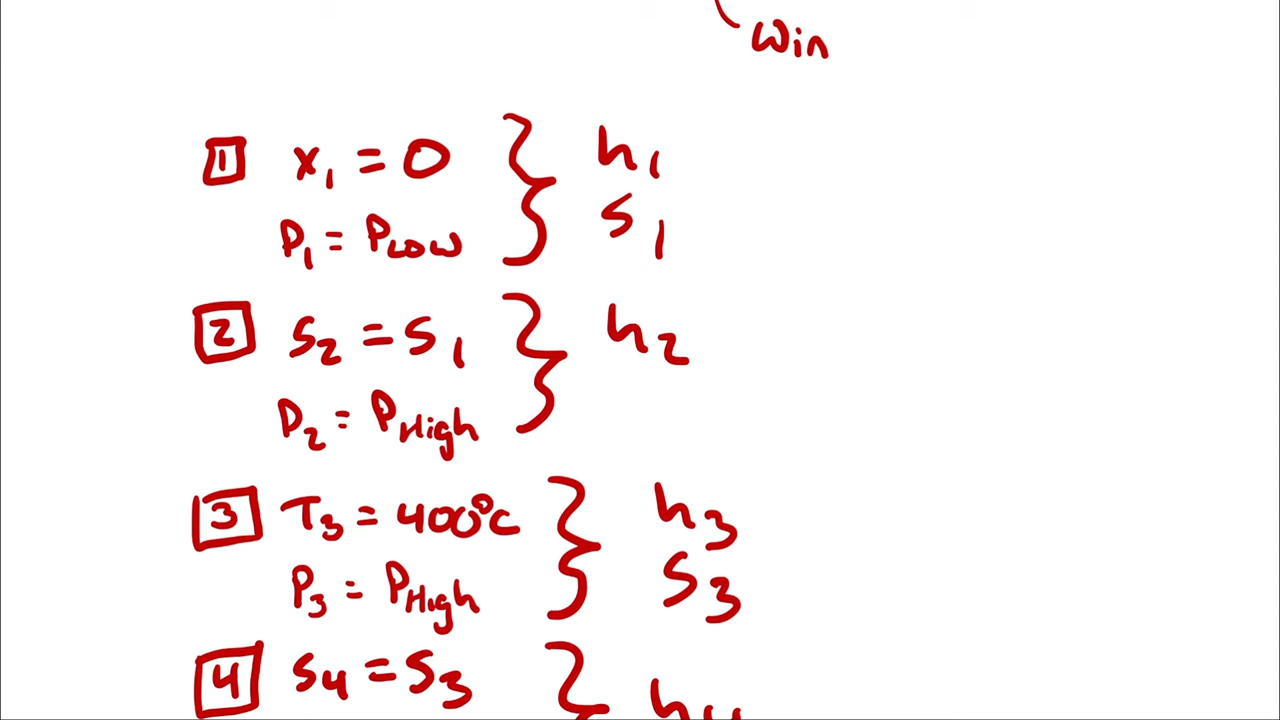 Win
1 x₁ = 0 } h₁
P₁ = PLow s₁
2 s₂ = s₁ } h₂
P₂ = PHigh
3 T₃ = 400°C } h₃
P₃ = PHigh s₃
4 s₄ = s₃ } h₄